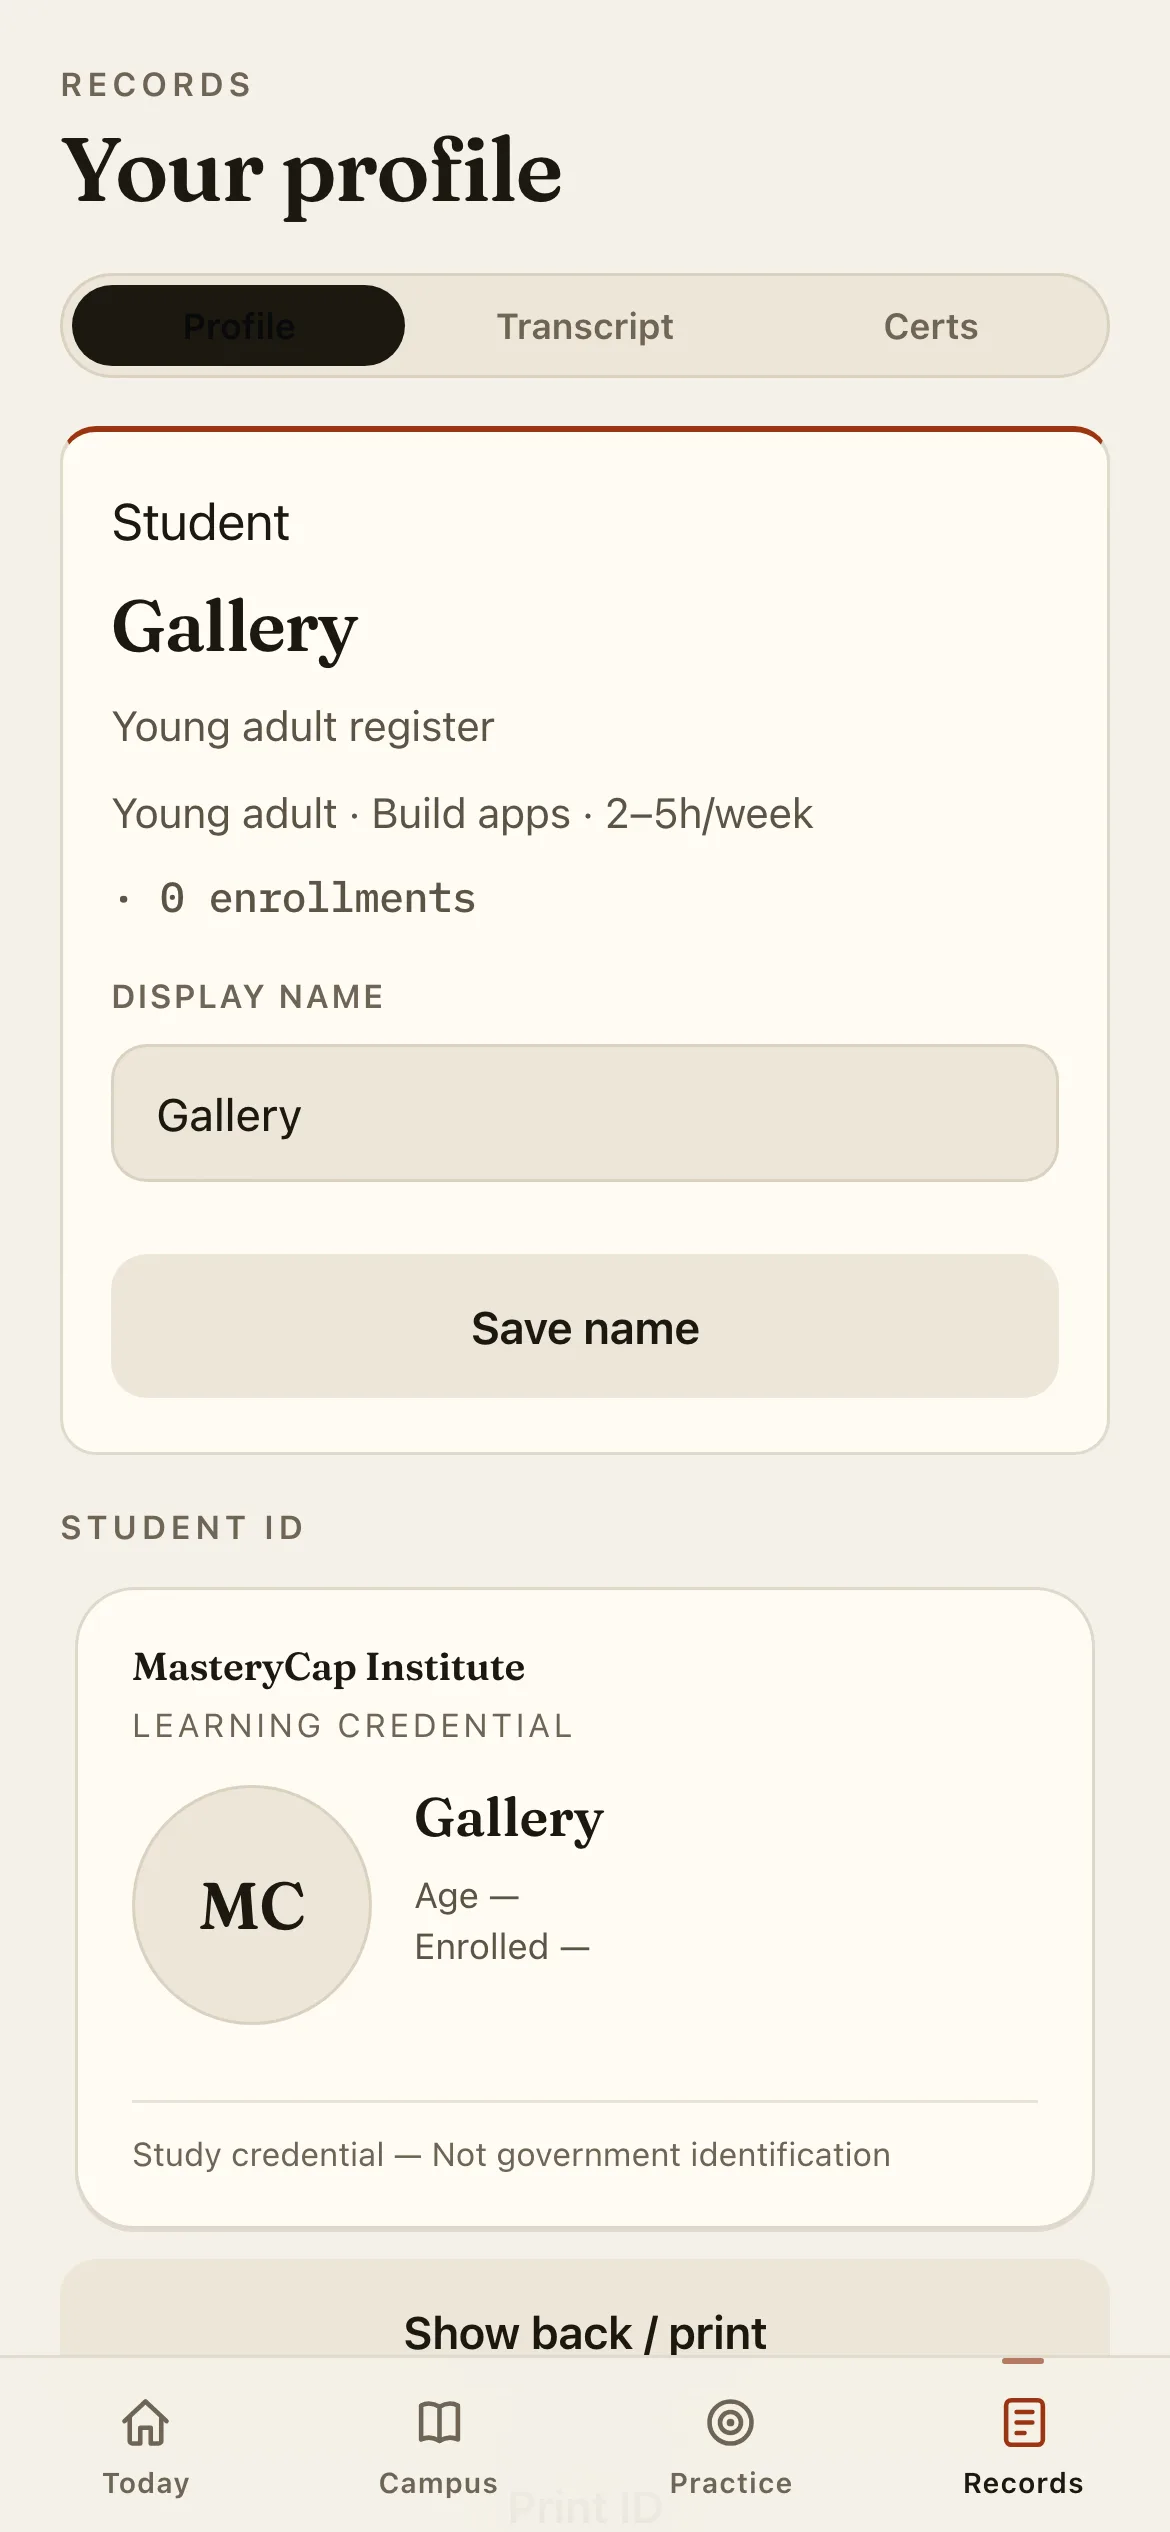 RECORDS
Your profile
Profile
Transcript
Certs
Student
Gallery
Young adult register
Young adult · Build apps · 2–5h/week
· 0 enrollments
DISPLAY NAME
Gallery
Save name
STUDENT ID
MasteryCap Institute
LEARNING CREDENTIAL
MC
Gallery
Age —
Enrolled —
Study credential — Not government identification
Show back / print
Print ID
Today
Campus
Practice
Records